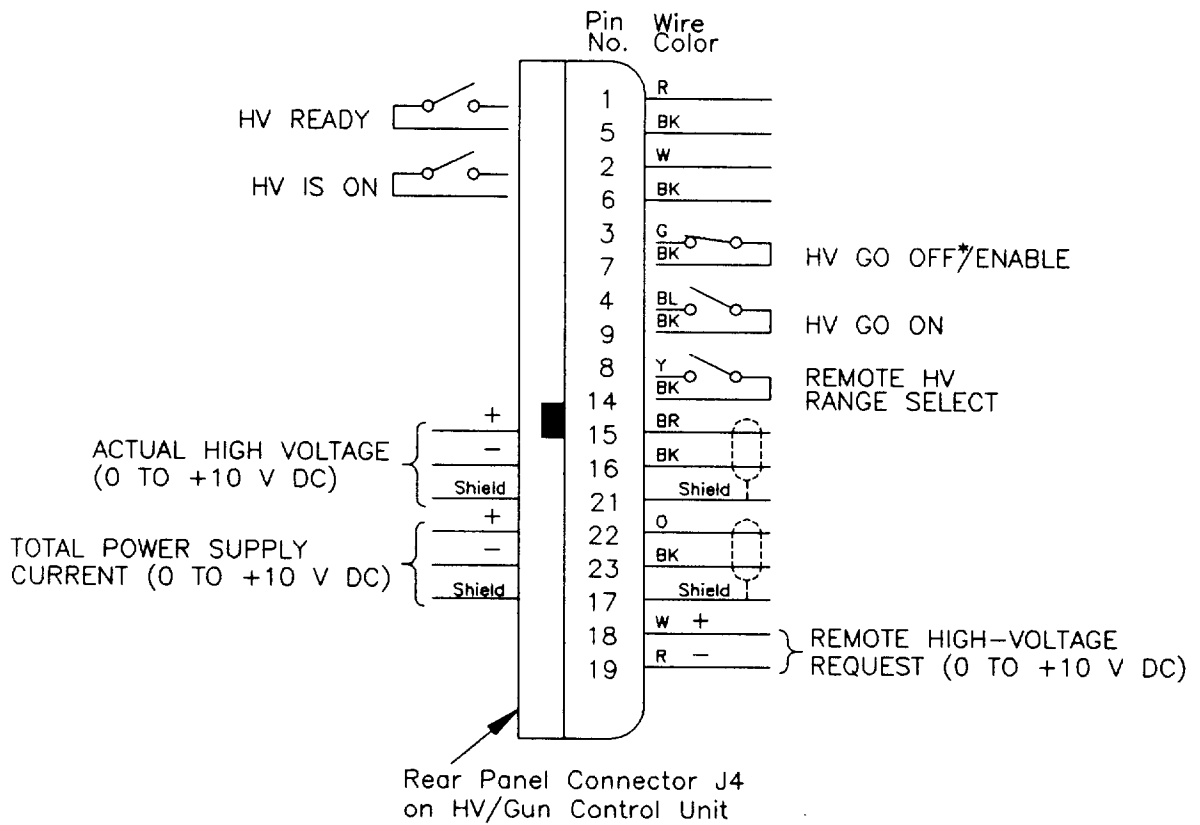 Pin Wire
No. Color
HV READY
HV IS ON
1 R
5 BK
2 W
6 BK
3 G
7 BK
HV GO OFF*/ENABLE
4 BL
9 BK
HV GO ON
8 Y
14 BK
REMOTE HV
RANGE SELECT
ACTUAL HIGH VOLTAGE
(0 TO +10 V DC)
+
−
Shield
15 BR
16 BK
21 Shield
TOTAL POWER SUPPLY
CURRENT (0 TO +10 V DC)
+
−
Shield
22 O
23 BK
17 Shield
18 W +
19 R −
REMOTE HIGH-VOLTAGE
REQUEST (0 TO +10 V DC)
Rear Panel Connector J4
on HV/Gun Control Unit